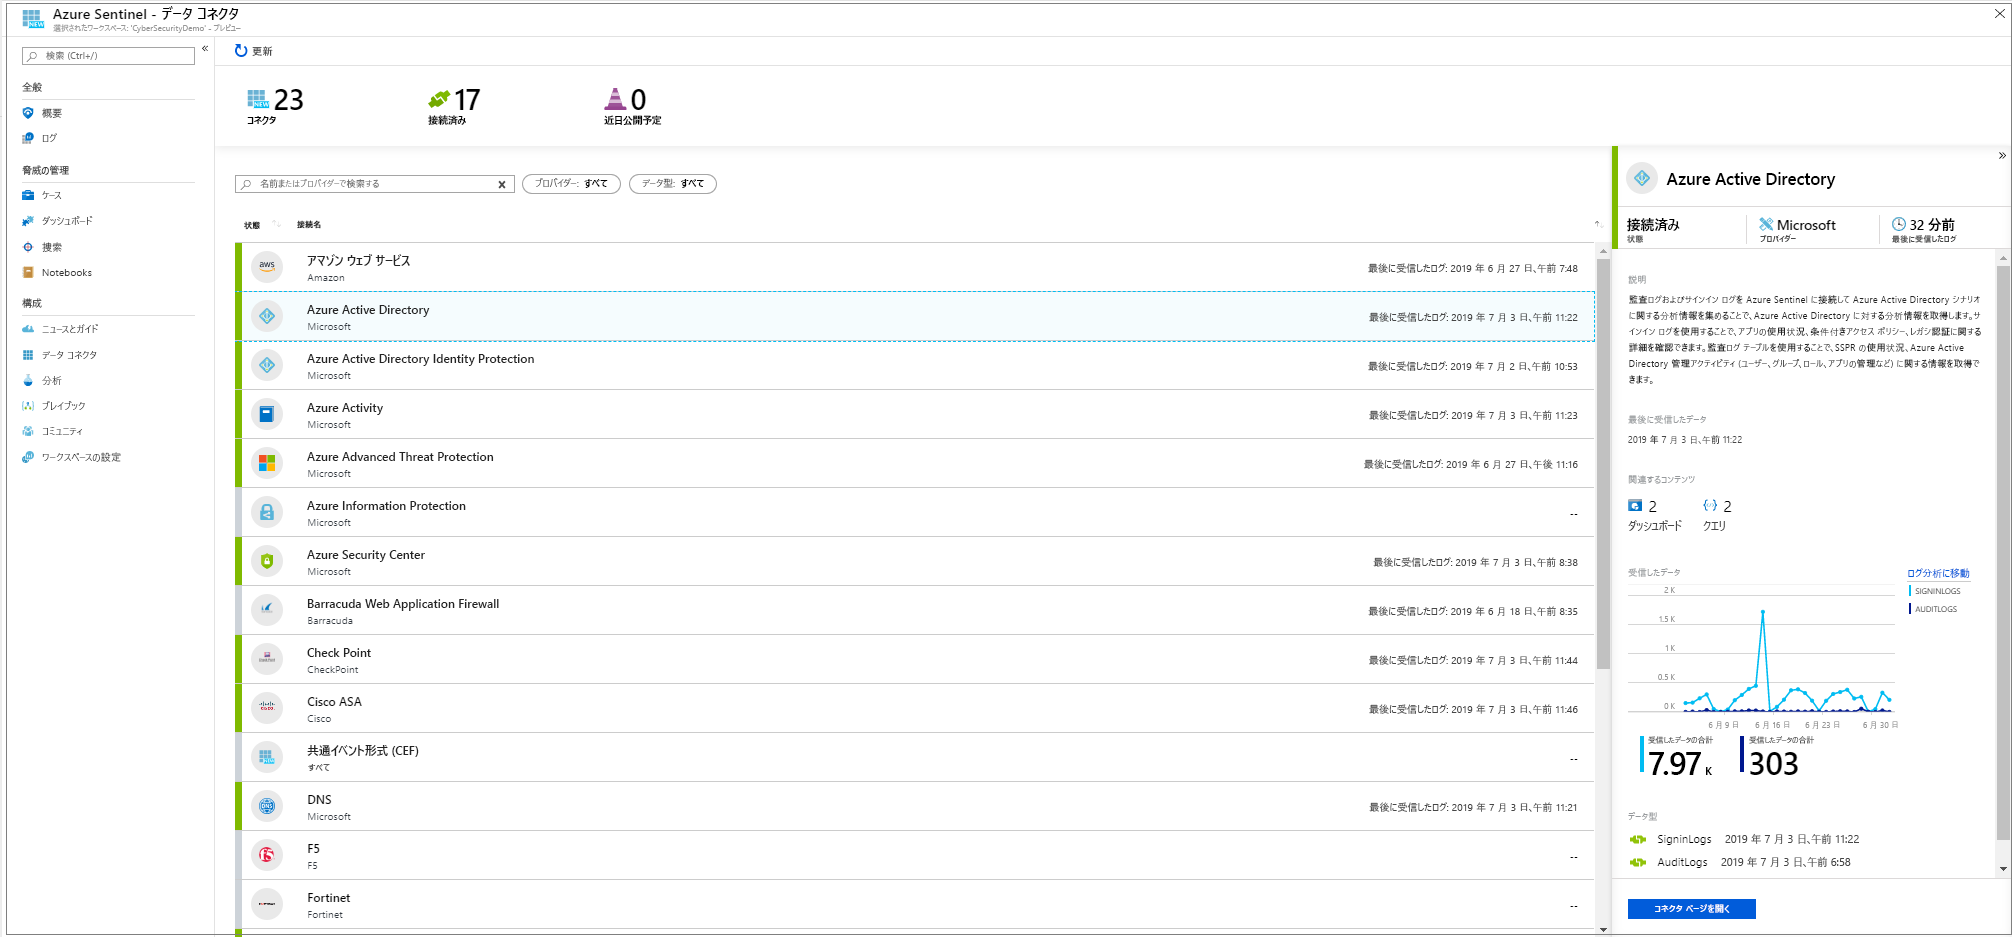 Azure Sentinel - データ コネクタ
選択されたワークスペース: 'CyberSecurityDemo' - プレビュー
検索 (Ctrl+/)
全般
概要
ログ
脅威の管理
ケース
ダッシュボード
捜索
Notebooks
構成
ニュースとガイド
データ コネクタ
分析
プレイブック
コミュニティ
ワークスペースの設定
更新
23
コネクタ
17
接続済み
0
近日公開予定
名前またはプロバイダーで検索する
プロバイダー: すべて
データ型: すべて
状態
接続名
aws
アマゾン ウェブ サービス
Amazon
最後に受信したログ: 2019 年 6 月 27 日、午前 7:48
Azure Active Directory
Microsoft
最後に受信したログ: 2019 年 7 月 3 日、午前 11:22
Azure Active Directory Identity Protection
Microsoft
最後に受信したログ: 2019 年 7 月 2 日、午前 10:53
Azure Activity
Microsoft
最後に受信したログ: 2019 年 7 月 3 日、午前 11:23
Azure Advanced Threat Protection
Microsoft
最後に受信したログ: 2019 年 6 月 27 日、午後 11:16
Azure Information Protection
Microsoft
--
Azure Security Center
Microsoft
最後に受信したログ: 2019 年 7 月 3 日、午前 8:38
Barracuda Web Application Firewall
Barracuda
最後に受信したログ: 2019 年 6 月 18 日、午前 8:35
Check Point
CheckPoint
最後に受信したログ: 2019 年 7 月 3 日、午前 11:44
Cisco ASA
Cisco
最後に受信したログ: 2019 年 7 月 3 日、午前 11:46
共通イベント形式 (CEF)
すべて
--
DNS
Microsoft
最後に受信したログ: 2019 年 7 月 3 日、午前 11:21
F5
F5
--
Fortinet
Fortinet
--
Azure Active Directory
接続済み
状態
Microsoft
プロバイダー
32 分前
最後に受信したログ
説明
監査ログおよびサインイン ログを Azure Sentinel に接続して Azure Active Directory シナリオ
に関する分析情報を集めることで、Azure Active Directory に対する分析情報を取得します。サ
インイン ログを使用することで、アプリの使用状況、条件付きアクセス ポリシー、レガシ認証に関する
詳細を確認できます。監査ログ テーブルを使用することで、SSPR の使用状況、Azure Active
Directory 管理アクティビティ (ユーザー、グループ、ロール、アプリの管理など) に関する情報を取得で
きます。
最後に受信したデータ
2019 年 7 月 3 日、午前 11:22
関連するコンテンツ
2
ダッシュボード
2
クエリ
受信したデータ
ログ分析に移動
SIGNINLOGS
AUDITLOGS
2 K
1.5 K
1 K
0.5 K
0 K
6 月 9 日
6 月 16 日
6 月 23 日
6 月 30 日
受信したデータの合計
7.97 K
受信したデータの合計
303
データ型
SigninLogs 2019 年 7 月 3 日、午前 11:22
AuditLogs 2019 年 7 月 3 日、午前 6:58
コネクタ ページを開く